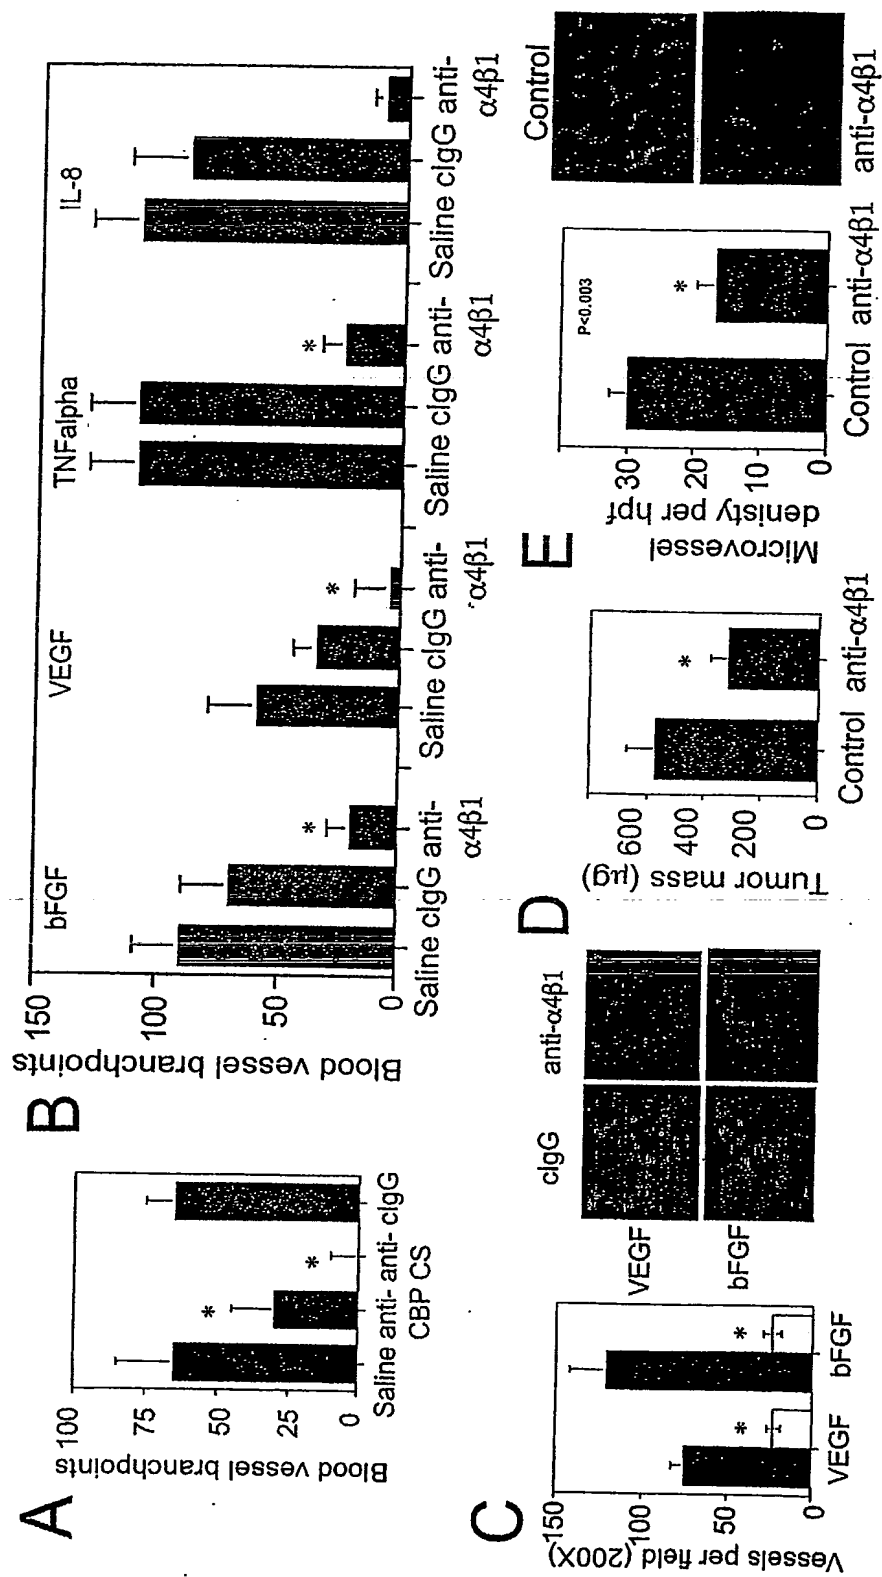 A
Blood vessel branchpoints
100
75
50
25
0
Saline anti- anti- cIgG
CBP CS
B
Blood vessel branchpoints
150
100
50
0
bFGF
VEGF
TNFalpha
IL-8
Saline cIgG anti-
α4β1
Saline cIgG anti-
α4β1
Saline cIgG anti-
α4β1
Saline cIgG anti-
α4β1
*
*
*
*
*
C
Vessels per field (200X)
150
100
50
0
*
*
VEGF
bFGF
cIgG
anti-α4β1
VEGF
bFGF
D
Tumor mass (µg)
600
400
200
0
*
Control anti-α4β1
E
Microvessel
denisty per hpf
30
20
10
0
P<0.003
*
Control anti-α4β1
Control
anti-α4β1